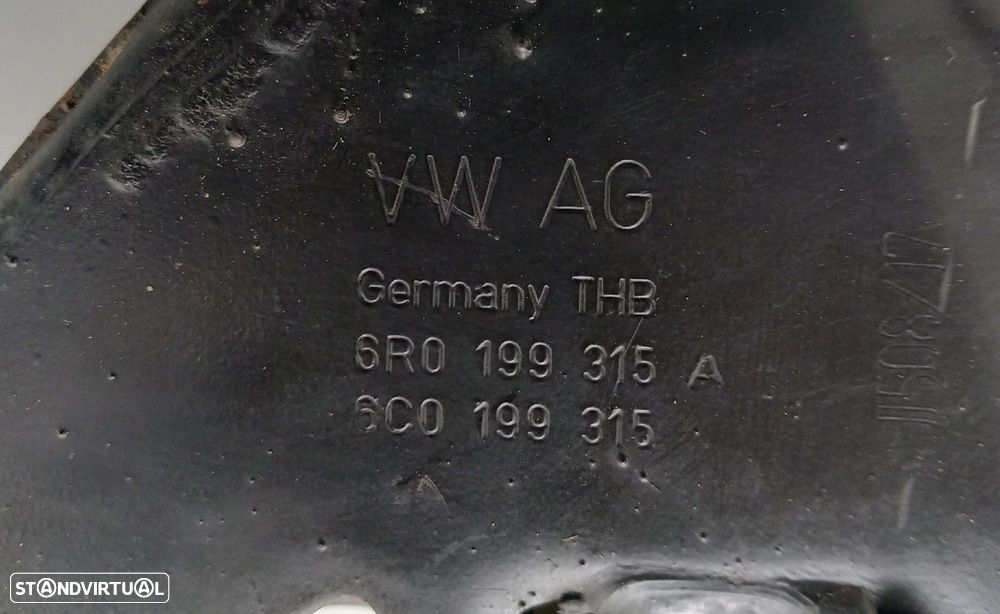 VW AG
Germany THB
6R0 199 315 A
6C0 199 315
STANDVIRTUAL